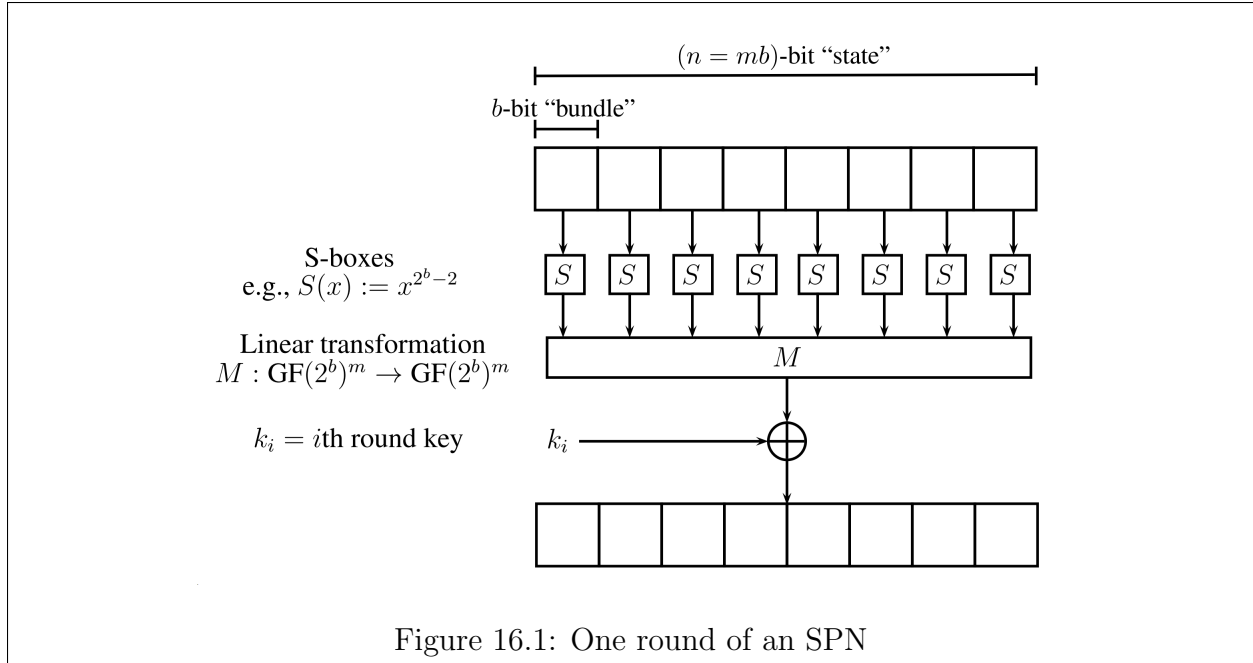 (n = mb)-bit “state”
b-bit “bundle”
S-boxes
e.g., S(x) := x^{2^b−2}
S S S S S S S S
Linear transformation
M : GF(2^b)^m → GF(2^b)^m
M
k_i = ith round key
k_i
Figure 16.1: One round of an SPN